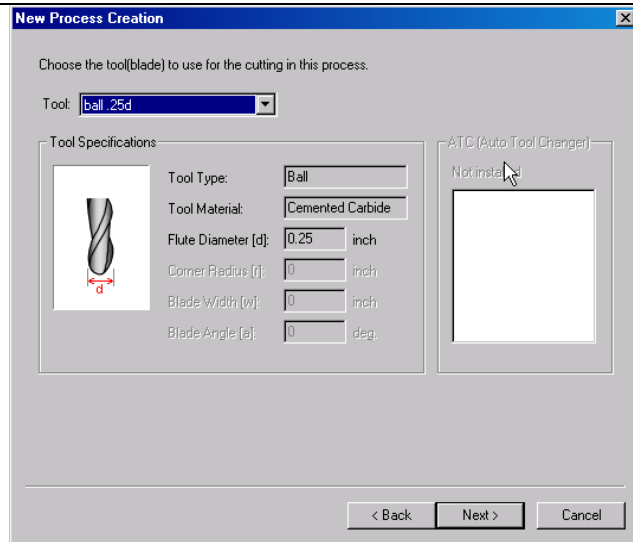 New Process Creation
Choose the tool(blade) to use for the cutting in this process.
Tool: ball .25d
Tool Specifications
d
Tool Type: Ball
Tool Material: Cemented Carbide
Flute Diameter [d]: 0.25 inch
Corner Radius [r]: 0 inch
Blade Width [w]: 0 inch
Blade Angle [a]: 0 deg.
ATC (Auto Tool Changer)
Not installed
< Back Next > Cancel